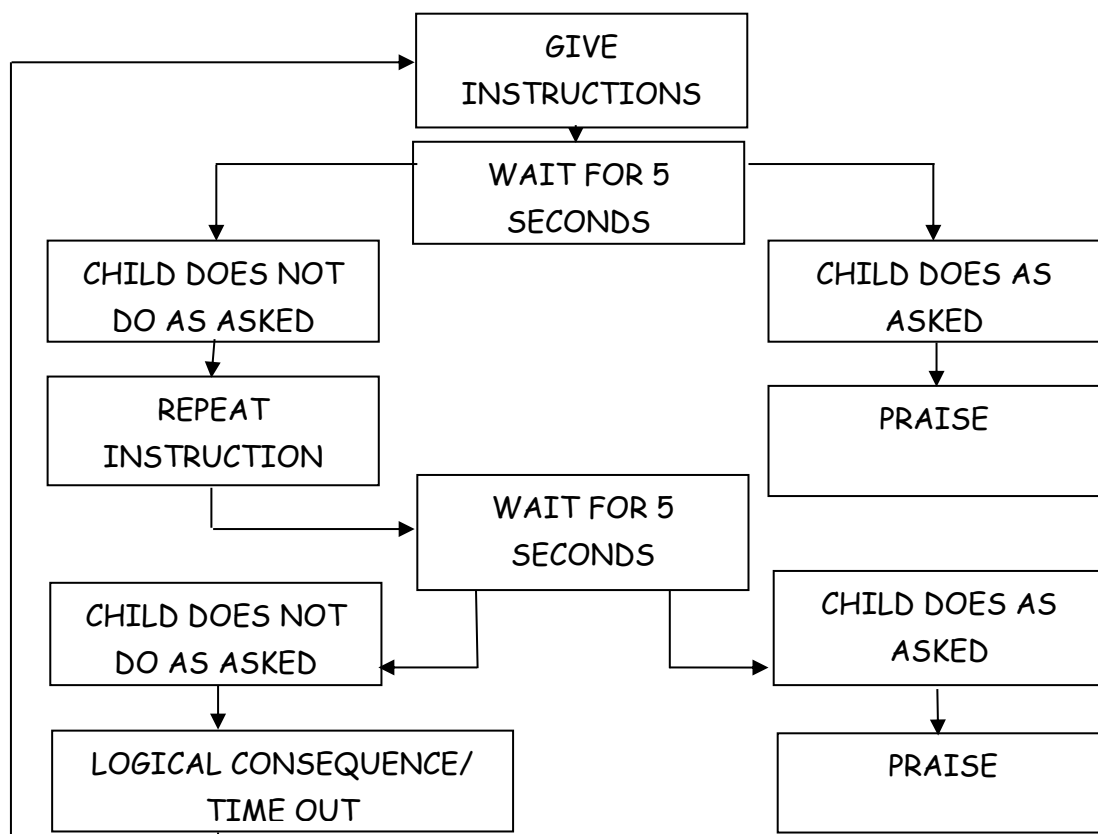 GIVE
INSTRUCTIONS
WAIT FOR 5
SECONDS
CHILD DOES NOT
DO AS ASKED
CHILD DOES AS
ASKED
REPEAT
INSTRUCTION
PRAISE
WAIT FOR 5
SECONDS
CHILD DOES NOT
DO AS ASKED
CHILD DOES AS
ASKED
LOGICAL CONSEQUENCE/
TIME OUT
PRAISE